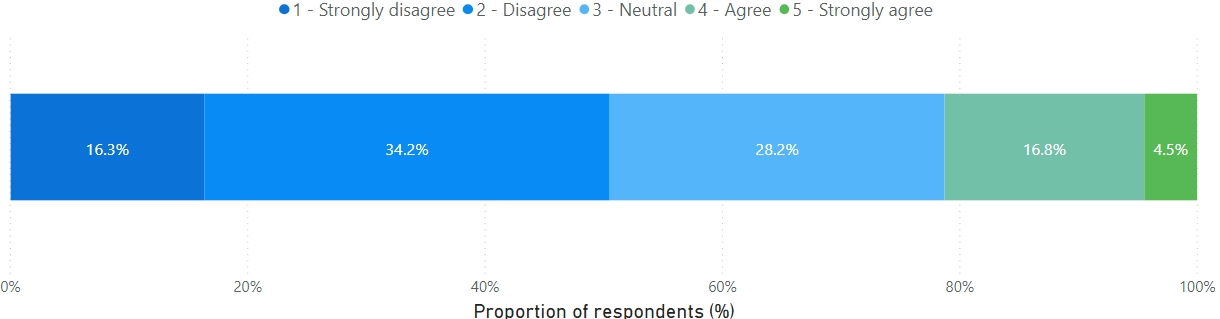 1 - Strongly disagree 2 - Disagree 3 - Neutral 4 - Agree 5 - Strongly agree
16.3% 34.2% 28.2% 16.8% 4.5%
0% 20% 40% 60% 80% 100%
Proportion of respondents (%)